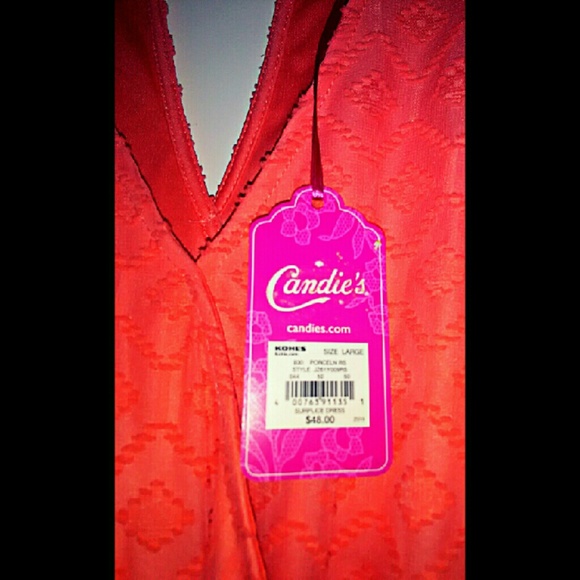 Candie's
candies.com
KOHLS
SIZE LARGE
PORCELN RS
STYLE
SURPLICE DRESS
$48.00